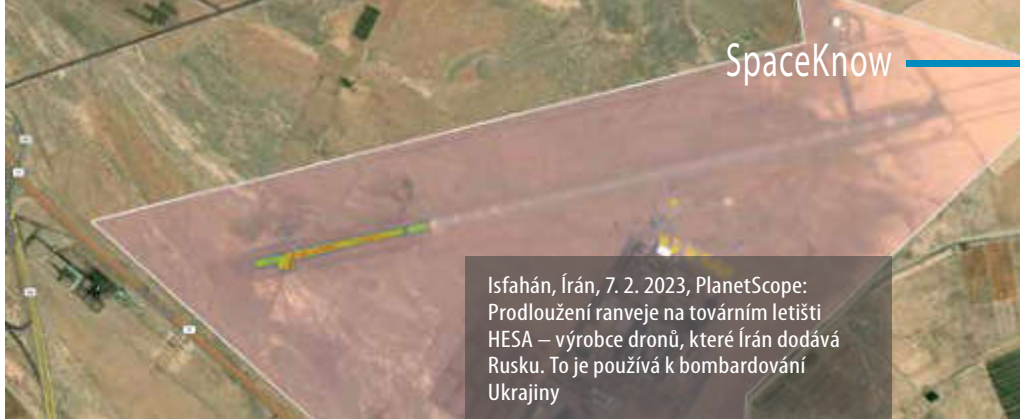 SpaceKnow
Isfahán, Írán, 7. 2. 2023, PlanetScope:
Prodloužení ranveje na továrním letišti
HESA – výrobce dronů, které Írán dodává
Rusku. To je používá k bombardování
Ukrajiny